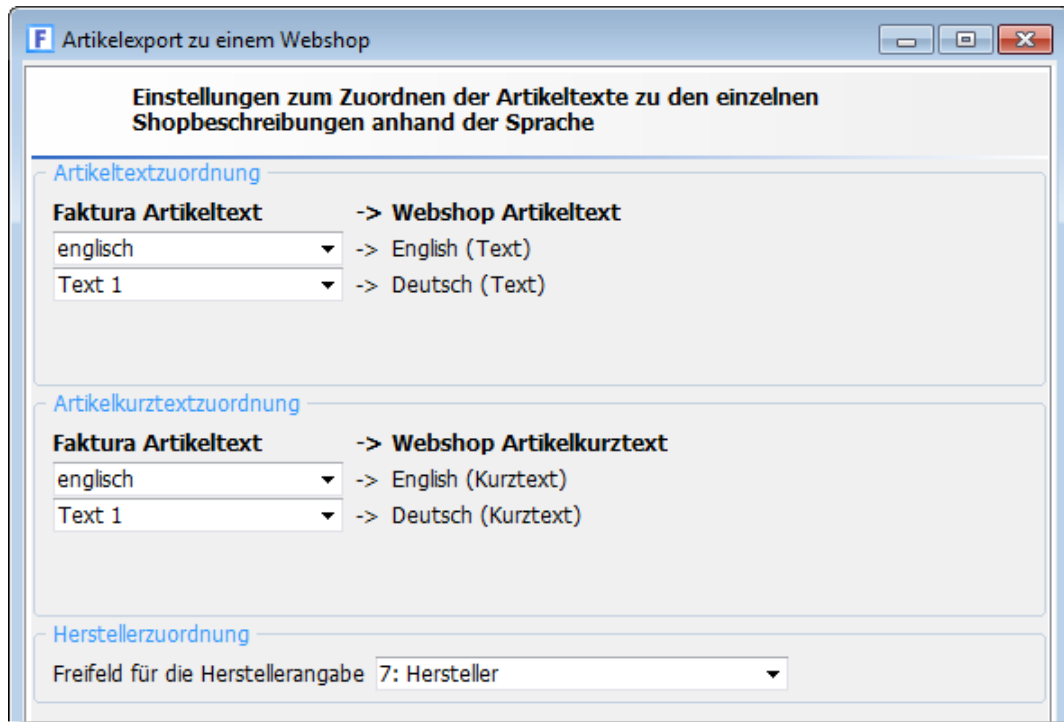 F Artikelexport zu einem Webshop
Einstellungen zum Zuordnen der Artikeltexte zu den einzelnen
Shopbeschreibungen anhand der Sprache
Artikeltextzuordnung
Faktura Artikeltext -> Webshop Artikeltext
englisch -> English (Text)
Text 1 -> Deutsch (Text)
Artikelkurztextzuordnung
Faktura Artikeltext -> Webshop Artikelkurztext
englisch -> English (Kurztext)
Text 1 -> Deutsch (Kurztext)
Herstellerzuordnung
Freifeld für die Herstellerangabe 7: Hersteller